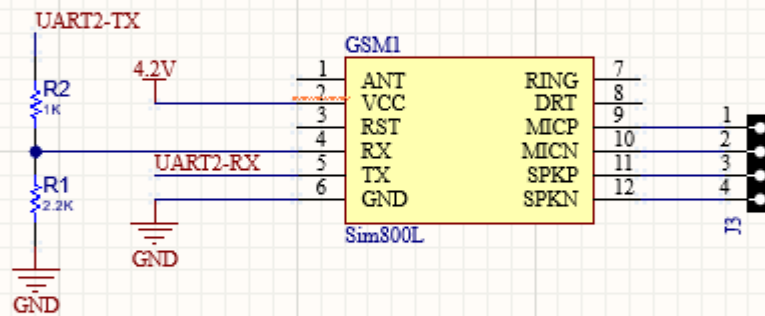 UART2-TX
GSM1
4.2V
R2
1K
1 ANT RING 7
2 VCC DRT 8
3 RST MICP 9 1
4 RX MICN 10 2
UART2-RX 5 TX SPKP 11 3
6 GND SPKN 12 4
R1
2.2K
Sim800L
J3
GND
GND